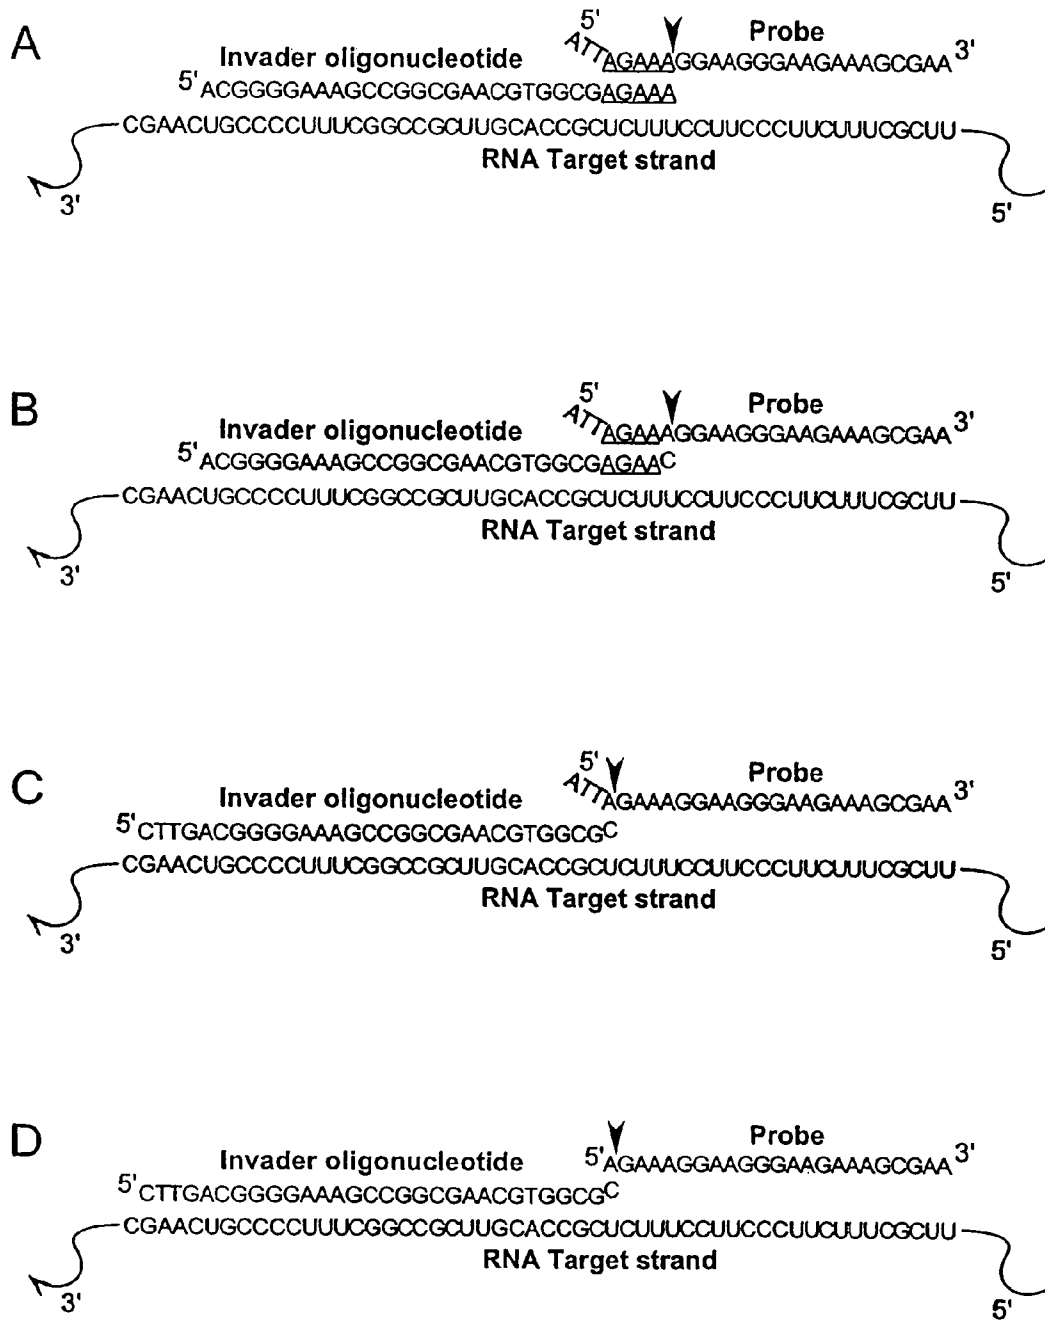 A
5'
Probe
Invader oligonucleotide
ATTAGAAAGGAAGGGAAGAAAGCGAA 3'
5' ACGGGGAAAGCCGGCGAACGTGGCGAGAAA
CGAACUGCCCCUUUCGGCCGCUUGCACCGCUCUUUCCUUCCCUUCUUUCGCUU
RNA Target strand
3'
5'
B
5'
Probe
Invader oligonucleotide
ATTAGAAAGGAAGGGAAGAAAGCGAA 3'
5' ACGGGGAAAGCCGGCGAACGTGGCGAGAAC
CGAACUGCCCCUUUCGGCCGCUUGCACCGCUCUUUCCUUCCCUUCUUUCGCUU
RNA Target strand
3'
5'
C
5'
Probe
Invader oligonucleotide
ATTAGAAAGGAAGGGAAGAAAGCGAA 3'
5' CTTGACGGGGAAAGCCGGCGAACGTGGCGC
CGAACUGCCCCUUUCGGCCGCUUGCACCGCUCUUUCCUUCCCUUCUUUCGCUU
RNA Target strand
3'
5'
D
Probe
Invader oligonucleotide
5' AGAAAGGAAGGGAAGAAAGCGAA 3'
5' CTTGACGGGGAAAGCCGGCGAACGTGGCGC
CGAACUGCCCCUUUCGGCCGCUUGCACCGCUCUUUCCUUCCCUUCUUUCGCUU
RNA Target strand
3'
5'